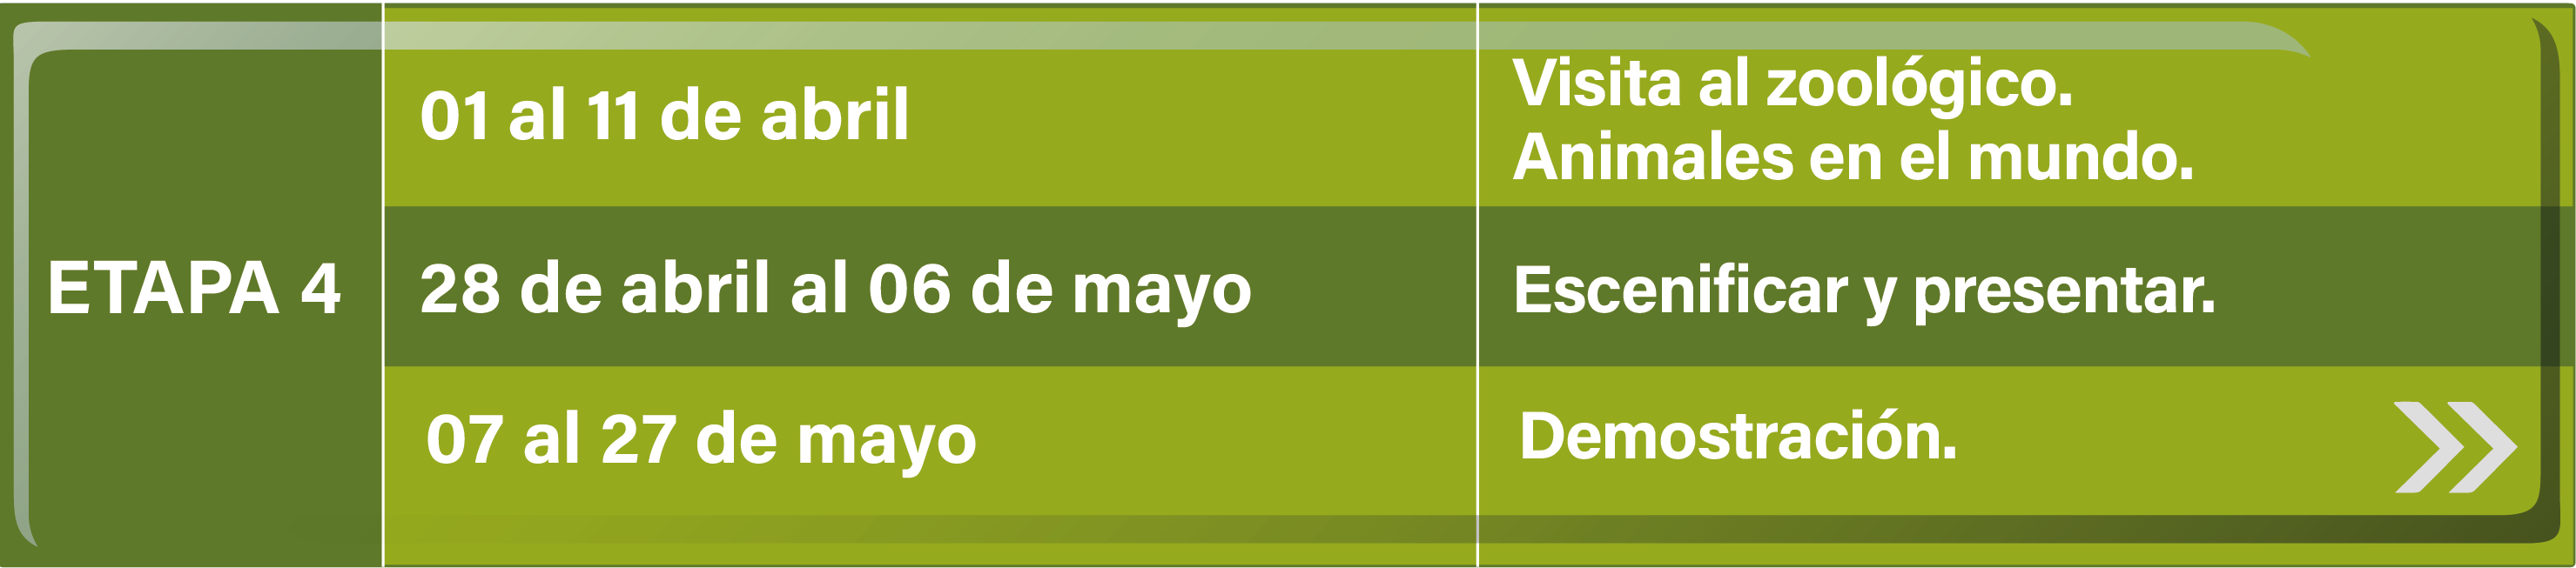 ETAPA 4
01 al 11 de abril
Visita al zoológico.
Animales en el mundo.
28 de abril al 06 de mayo
Escenificar y presentar.
07 al 27 de mayo
Demostración.